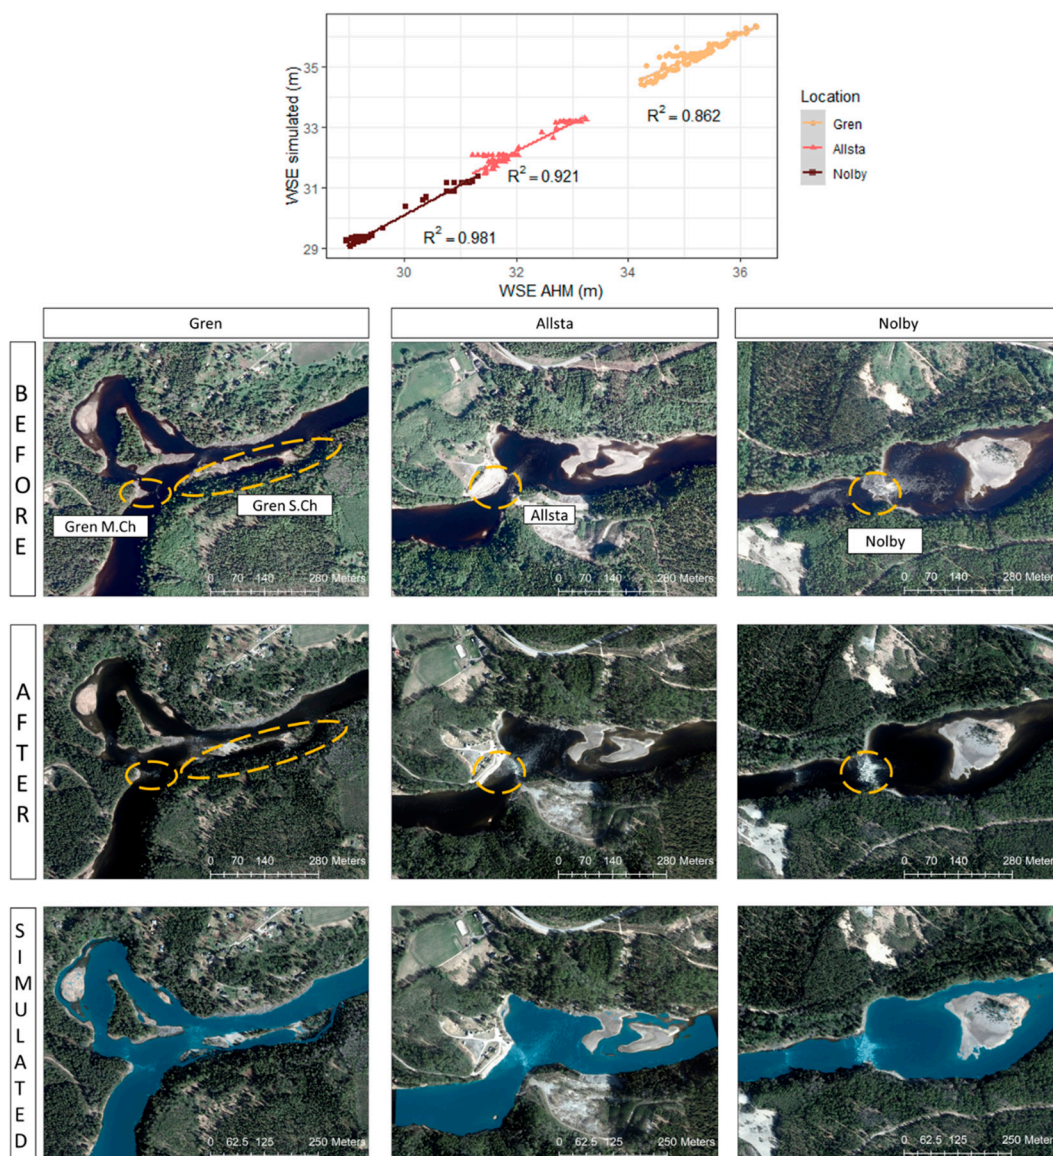 WSE simulated (m)
35
33
31
29
R² = 0.862
R² = 0.921
R² = 0.981
30
32
34
36
WSE AHM (m)
Location
Gren
Allsta
Nolby
Gren
Allsta
Nolby
BEFORE
Gren M.Ch
Gren S.Ch
0 70 140 280 Meters
Allsta
0 70 140 280 Meters
Nolby
0 70 140 280 Meters
AFTER
0 70 140 280 Meters
0 70 140 280 Meters
0 70 140 280 Meters
SIMULATED
0 62.5 125 250 Meters
0 62.5 125 250 Meters
0 62.5 125 250 Meters